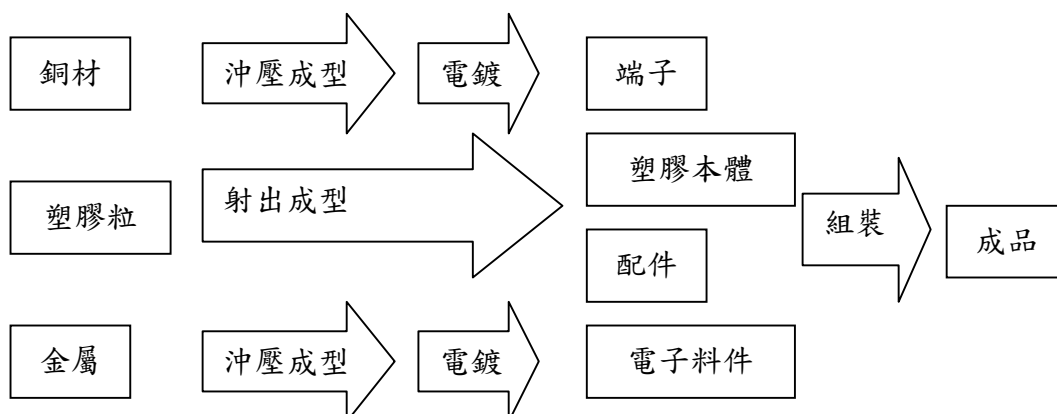 銅材
沖壓成型
電鍍
端子
塑膠粒
射出成型
塑膠本體
配件
組裝
成品
金屬
沖壓成型
電鍍
電子料件